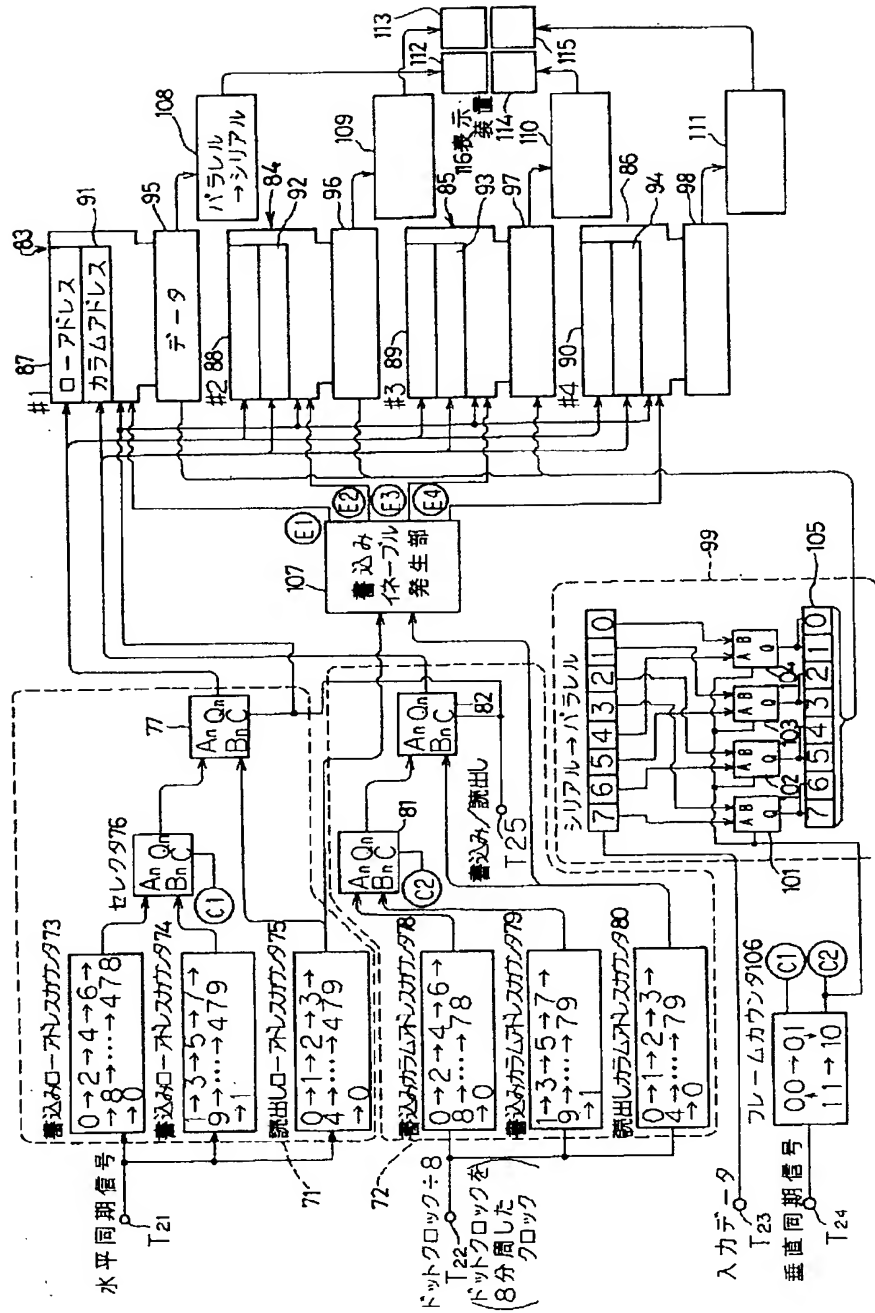 水平同期信号
T21
71
書込みローアドレスカウンタ73
0→2→4→6→
→8→‥‥→478
→0
書込みローアドレスカウンタ74
1→3→5→7→
9→‥‥→479
→1
読出しローアドレスカウンタ75
0→1→2→3→
4→‥‥→479
→0
セレクタ76
An Qn
Bn C
C1
77
An Qn
Bn C
ドットクロック÷8
T22
(ドットクロックを
8分周した
クロック)
72
書込みカラムアドレスカウンタ78
0→2→4→6→
8→‥‥→78
→0
書込みカラムアドレスカウンタ79
1→3→5→7→
9→‥‥→79
→1
読出しカラムアドレスカウンタ80
0→1→2→3→
4→‥‥→79
→0
81
An Qn
Bn C
C2
An Qn
Bn C
82
書込み/読出し
T25
入力データ
T23
垂直同期信号
T24
フレームカウンタ106
00→01
11→10
C1
C2
シリアル→パラレル
7 6 5 4 3 2 1 0
99
A B
Q
101
A B
Q
102
A B
Q
103
A B
Q
104
7 6 5 4 3 2 1 0
105
107
書込み
イネーブル
発生部
E1
E2
E3
E4
#1
87
83
ローアドレス
91
カラムアドレス
95
データ
#2
88
84
92
96
#3
89
85
93
97
#4
90
86
94
98
108
パラレル
→シリアル
109
110
111
112
113
114
115
116表示
装置